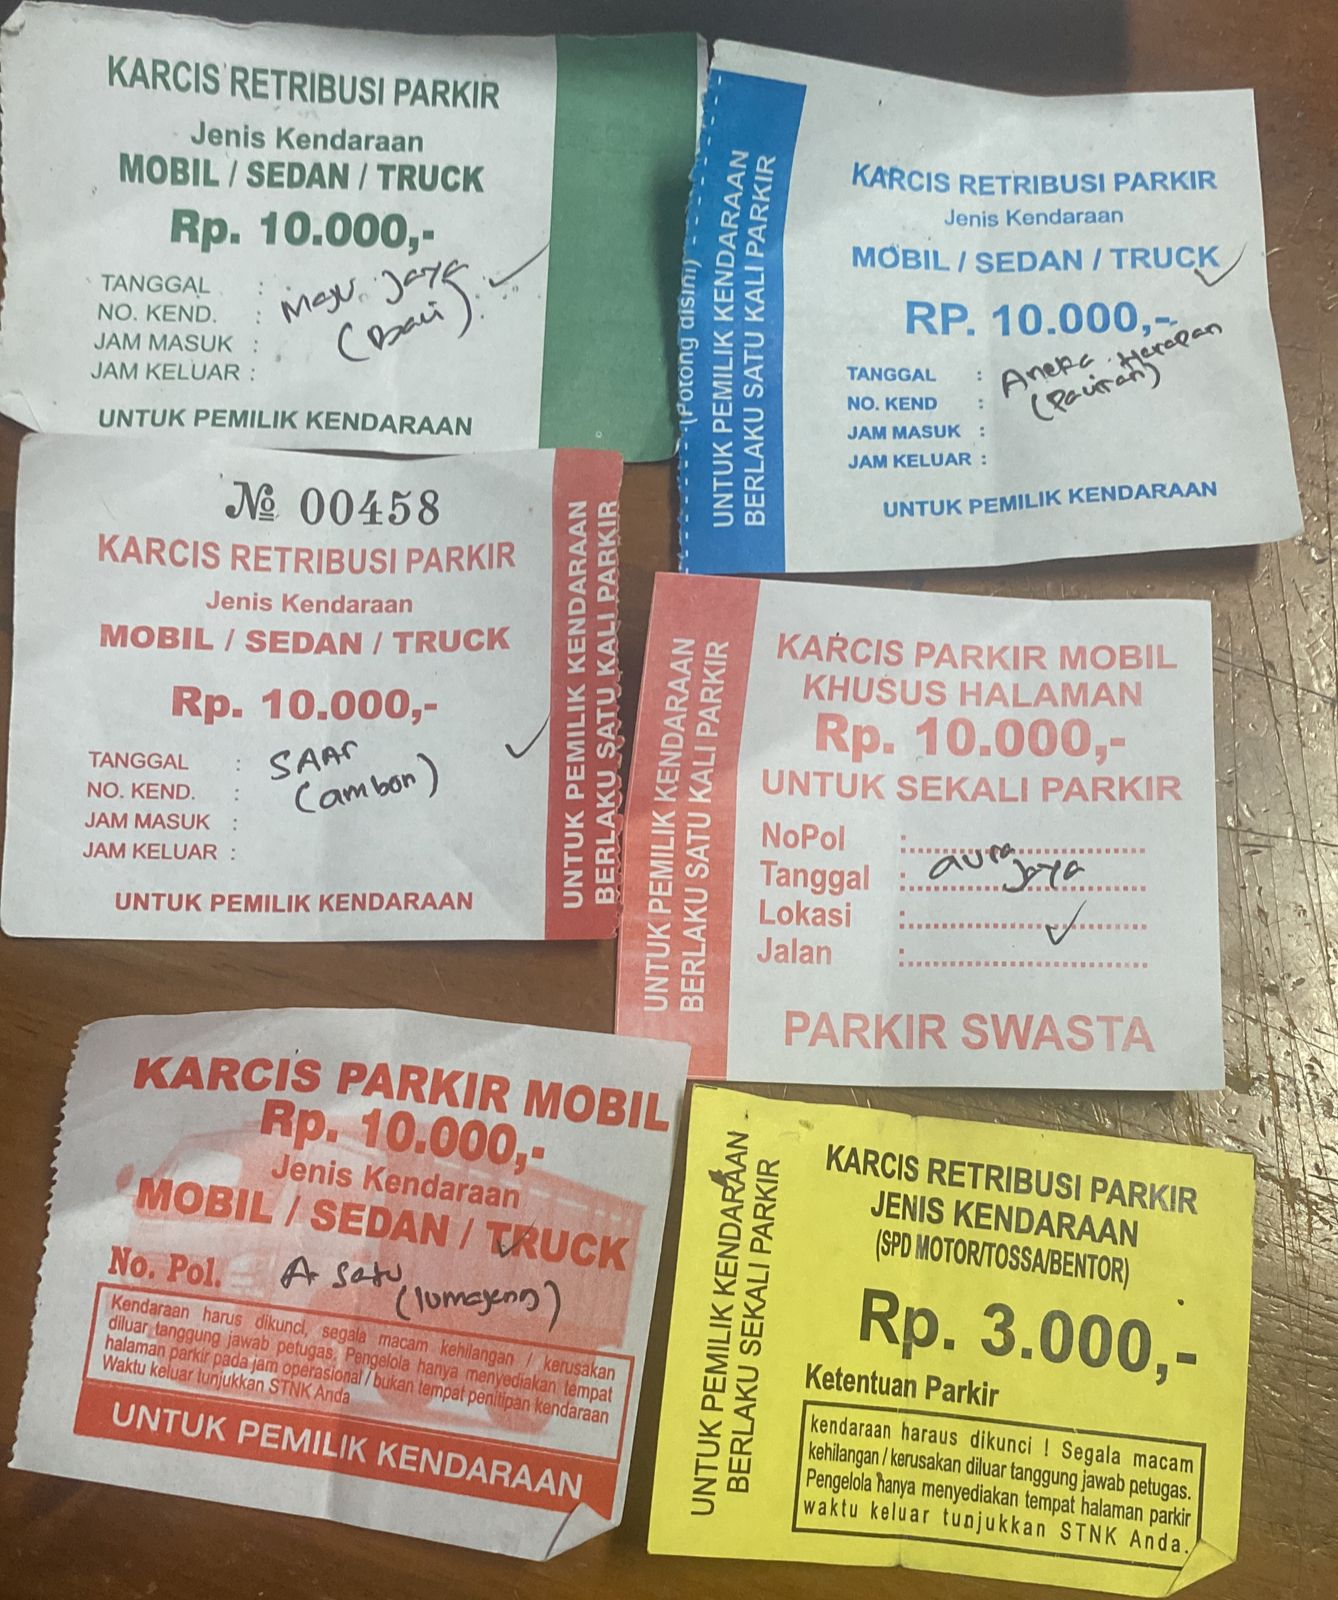 KARCIS RETRIBUSI PARKIR
Jenis Kendaraan
MOBIL / SEDAN / TRUCK
Rp. 10.000,-
TANGGAL :
NO. KEND. : Maju Jaya
JAM MASUK : (Bali)
JAM KELUAR :
UNTUK PEMILIK KENDARAAN
(Potong disini)
UNTUK PEMILIK KENDARAAN
BERLAKU SATU KALI PARKIR
KARCIS RETRIBUSI PARKIR
Jenis Kendaraan
MOBIL / SEDAN / TRUCK
RP. 10.000,-
TANGGAL : Aneka Harapan
NO. KEND :
JAM MASUK :
JAM KELUAR :
UNTUK PEMILIK KENDARAAN
№ 00458
KARCIS RETRIBUSI PARKIR
Jenis Kendaraan
MOBIL / SEDAN / TRUCK
Rp. 10.000,-
TANGGAL : SAAr
NO. KEND. : (ambon)
JAM MASUK :
JAM KELUAR :
UNTUK PEMILIK KENDARAAN
UNTUK PEMILIK KENDARAAN
BERLAKU SATU KALI PARKIR
UNTUK PEMILIK KENDARAAN
BERLAKU SATU KALI PARKIR
KARCIS PARKIR MOBIL
KHUSUS HALAMAN
Rp. 10.000,-
UNTUK SEKALI PARKIR
NoPol :
Tanggal : aura Jaya
Lokasi :
Jalan :
PARKIR SWASTA
KARCIS PARKIR MOBIL
Rp. 10.000,-
Jenis Kendaraan
MOBIL / SEDAN / TRUCK
No. Pol. A Satu
(lumajang)
Kendaraan harus dikunci, segala macam kehilangan / kerusakan
diluar tanggung jawab petugas. Pengelola hanya menyediakan tempat
halaman parkir pada jam operasional / bukan tempat penitipan kendaraan
Waktu keluar tunjukkan STNK Anda
UNTUK PEMILIK KENDARAAN
UNTUK PEMILIK KENDARAAN
BERLAKU SEKALI PARKIR
KARCIS RETRIBUSI PARKIR
JENIS KENDARAAN
(SPD MOTOR/TOSSA/BENTOR)
Rp. 3.000,-
Ketentuan Parkir
kendaraan haraus dikunci ! Segala macam
kehilangan / kerusakan diluar tanggung jawab petugas.
Pengelola hanya menyediakan tempat halaman parkir
waktu keluar tunjukkan STNK Anda.